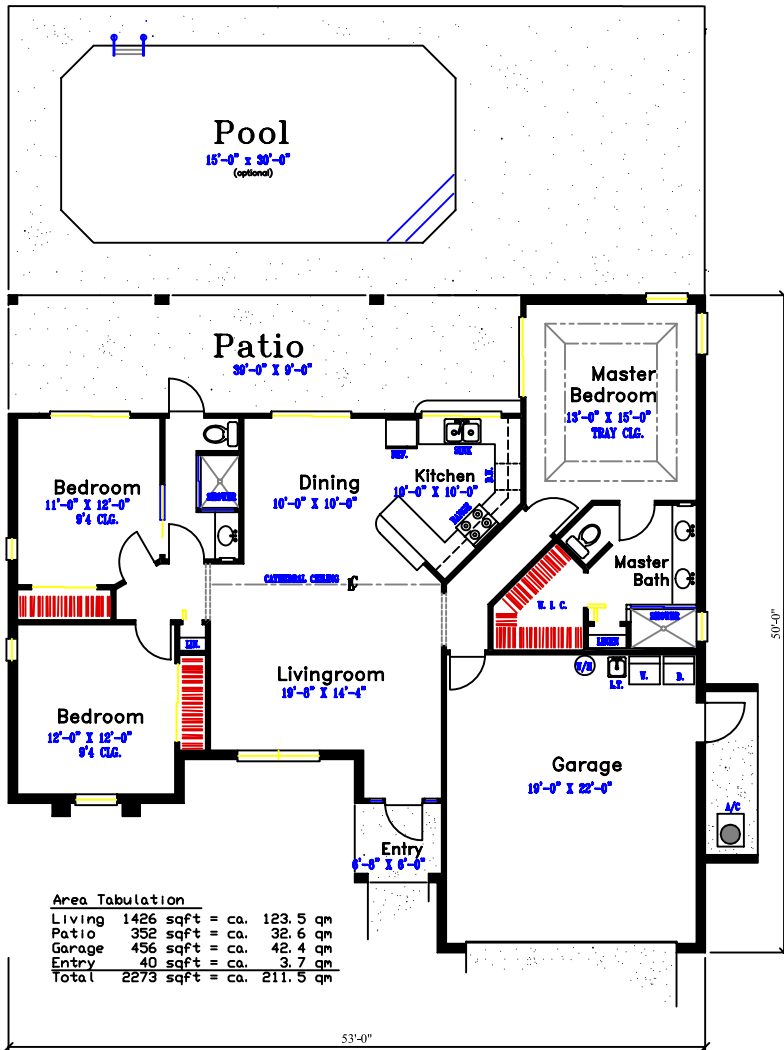 Pool
15'-0" x 30'-0"
(optional)
Patio
39'-0" X 9'-0"
Master
Bedroom
13'-0" X 15'-0"
TRAY CLG.
REF.
SINK
D.W.
Kitchen
10'-0" X 10'-0"
RANGE
Dining
10'-0" X 10'-0"
Bedroom
11'-0" X 12'-0"
9'4 CLG.
SHOWER
CATHEDRAL CEILING
Master
Bath
W. I. C.
SHOWER
LINEN
LIN.
Livingroom
19'-8" X 14'-4"
W/H
L.T.
W.
D.
50'-0"
Bedroom
12'-0" X 12'-0"
9'4 CLG.
Garage
19'-0" X 22'-0"
A/C
Entry
6'-8" X 6'-0"
Area Tabulation
Living 1426 sqft = ca. 123.5 qm
Patio 352 sqft = ca. 32.6 qm
Garage 456 sqft = ca. 42.4 qm
Entry 40 sqft = ca. 3.7 qm
Total 2273 sqft = ca. 211.5 qm
53'-0"